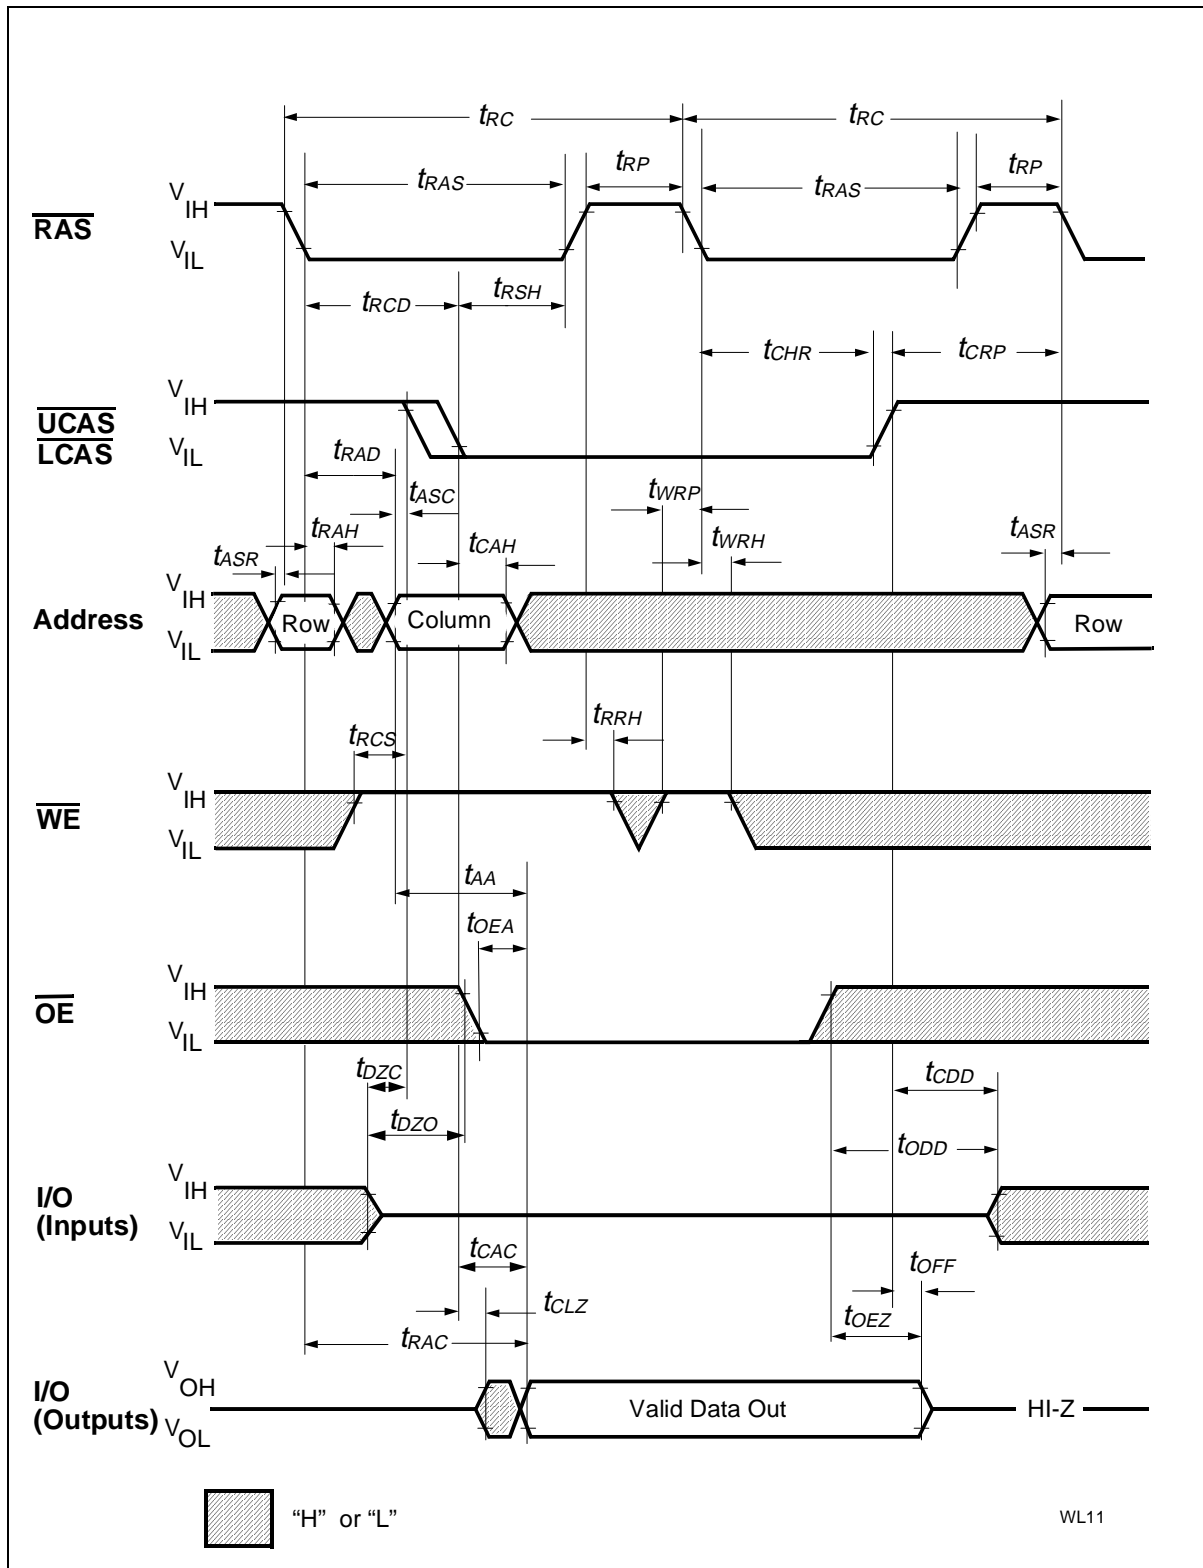 tRC tRC
tRAS tRP tRAS tRP
VIH
RAS
VIL
tRCD tRSH
tCHR tCRP
VIH
UCAS
LCAS
VIL
tRAD
tASC tWRP
tRAH tCAH tWRH tASR
tASR
VIH
Address Row Column Row
VIL
tRRH
tRCS
VIH
WE
VIL
tAA
tOEA
VIH
OE
VIL
tDZC tCDD
tDZO tODD
VIH
I/O
(Inputs)
VIL
tCAC tOFF
tCLZ tOEZ
tRAC
VOH
I/O
(Outputs) Valid Data Out HI-Z
VOL
“H” or “L” WL11